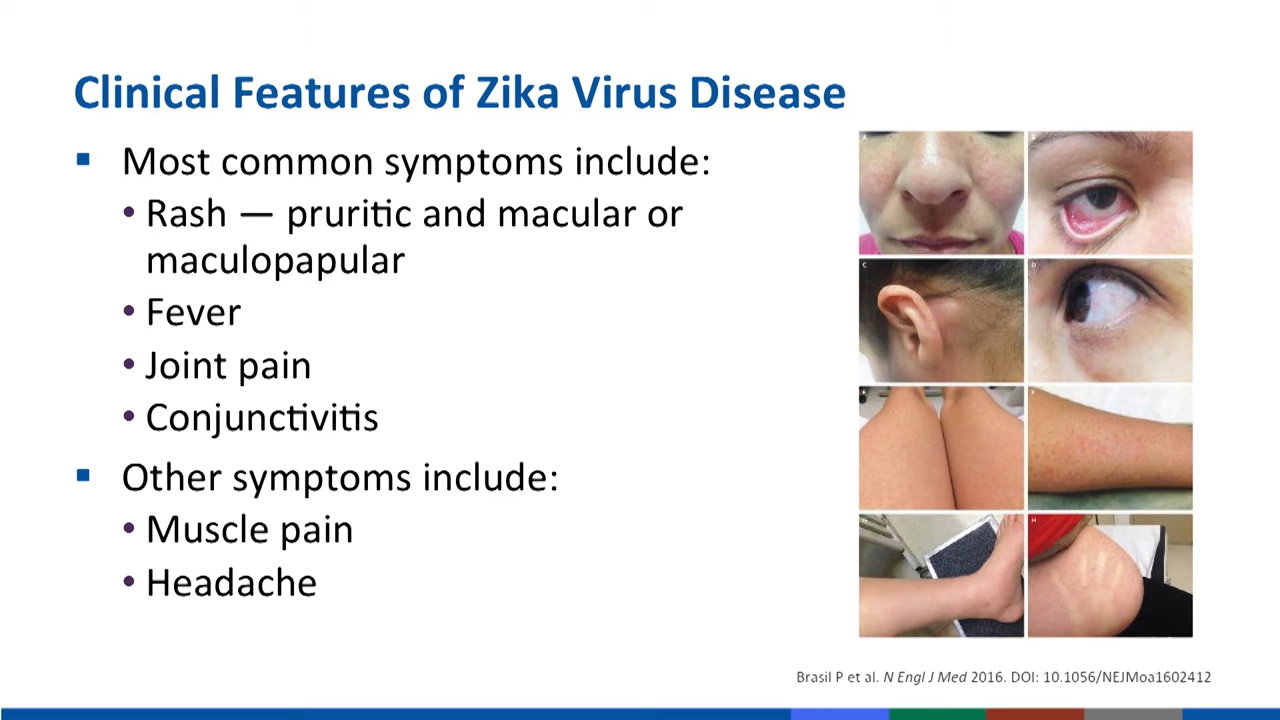 Clinical Features of Zika Virus Disease
▪ Most common symptoms include:
• Rash — pruritic and macular or
maculopapular
• Fever
• Joint pain
• Conjunctivitis
▪ Other symptoms include:
• Muscle pain
• Headache
C
D
F
H
Brasil P et al. N Engl J Med 2016. DOI: 10.1056/NEJMoa1602412